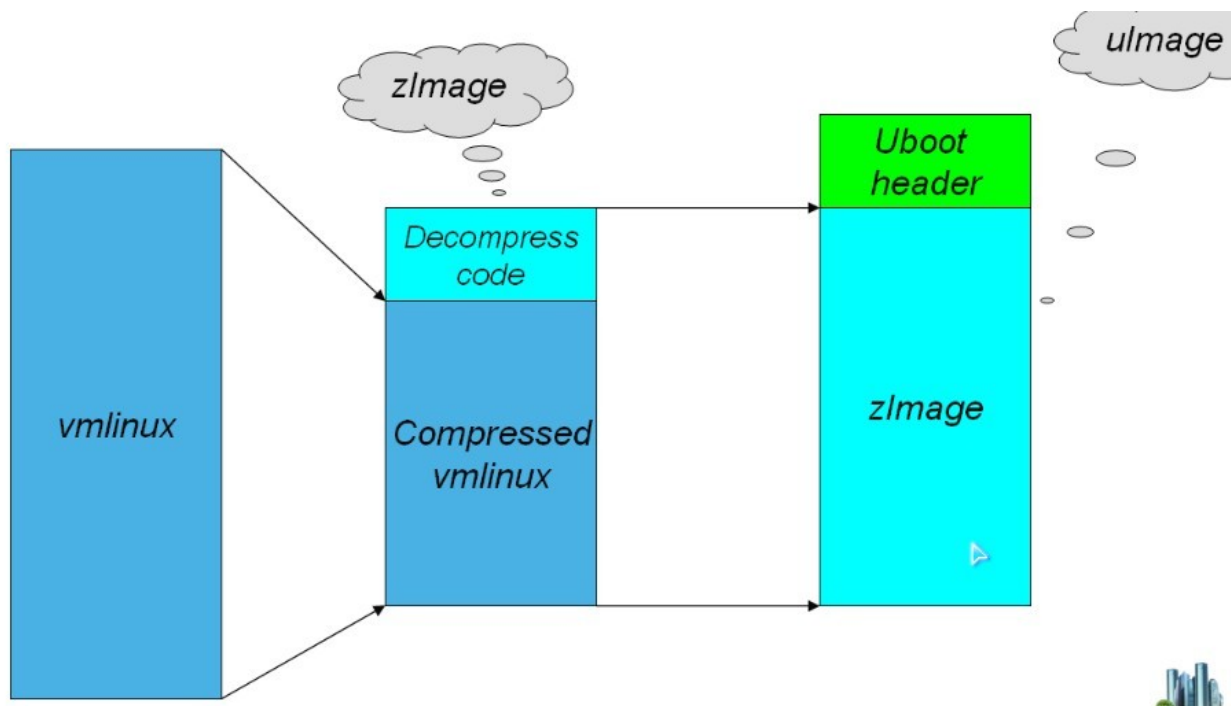 zImage
uImage
Uboot
header
Decompress
code
vmlinux
Compressed
vmlinux
zImage